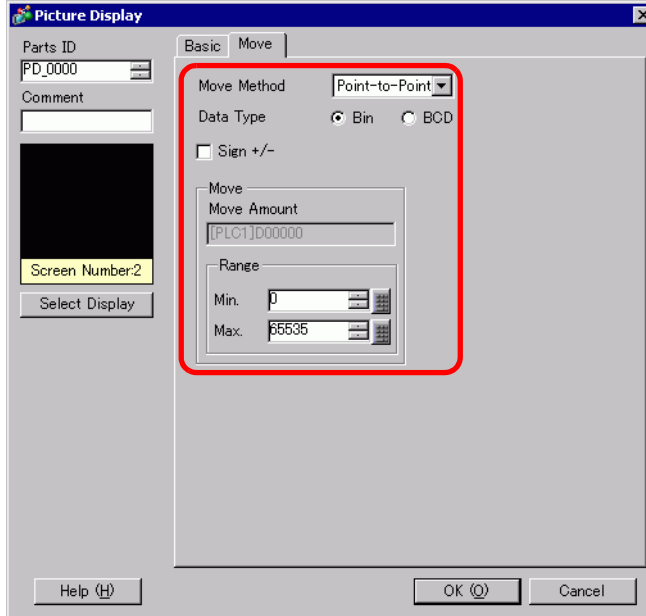 Picture Display
Parts ID
PD_0000
Comment
Screen Number:2
Select Display
Basic
Move
Move Method
Point-to-Point
Data Type
Bin
BCD
Sign +/-
Move
Move Amount
[PLC1]D00000
Range
Min.
0
Max.
65535
Help (H)
OK (O)
Cancel